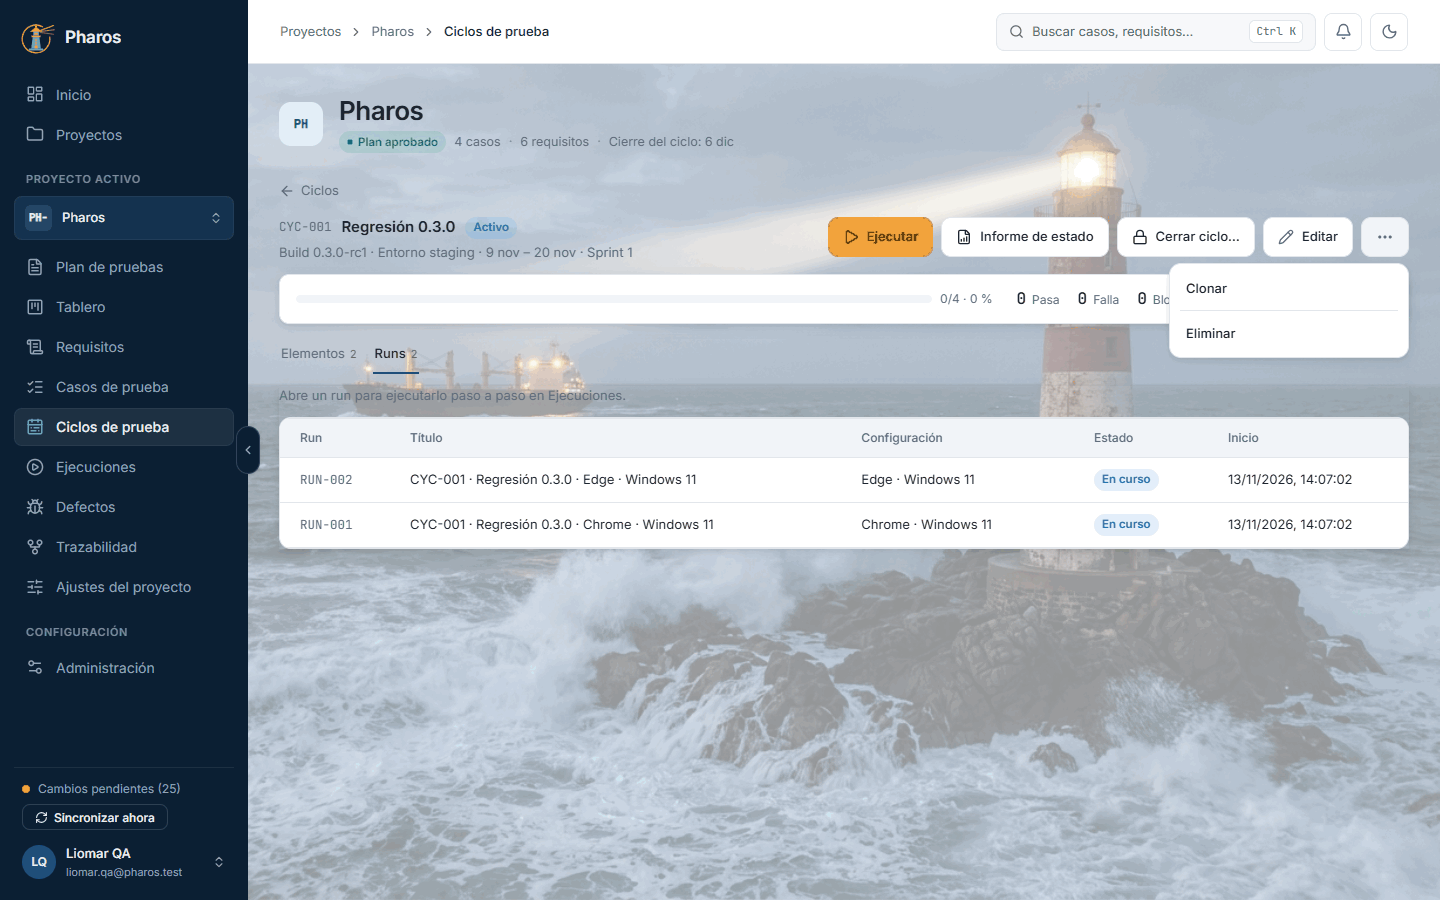 Pharos
Inicio
Proyectos
PROYECTO ACTIVO
PH- Pharos
Plan de pruebas
Tablero
Requisitos
Casos de prueba
Ciclos de prueba
Ejecuciones
Defectos
Trazabilidad
Ajustes del proyecto
CONFIGURACIÓN
Administración
Cambios pendientes (25)
Sincronizar ahora
LQ Liomar QA
liomar.qa@pharos.test
Proyectos > Pharos > Ciclos de prueba
Buscar casos, requisitos... Ctrl K
PH Pharos
Plan aprobado 4 casos · 6 requisitos · Cierre del ciclo: 6 dic
← Ciclos
CYC-001 Regresión 0.3.0 Activo
Build 0.3.0-rc1 · Entorno staging · 9 nov – 20 nov · Sprint 1
Ejecutar Informe de estado Cerrar ciclo... Editar ...
0/4 · 0 % 0 Pasa 0 Falla 0 Blo
Clonar
Eliminar
Elementos 2 Runs 2
Abre un run para ejecutarlo paso a paso en Ejecuciones.
Run Título Configuración Estado Inicio
RUN-002 CYC-001 · Regresión 0.3.0 · Edge · Windows 11 Edge · Windows 11 En curso 13/11/2026, 14:07:02
RUN-001 CYC-001 · Regresión 0.3.0 · Chrome · Windows 11 Chrome · Windows 11 En curso 13/11/2026, 14:07:02